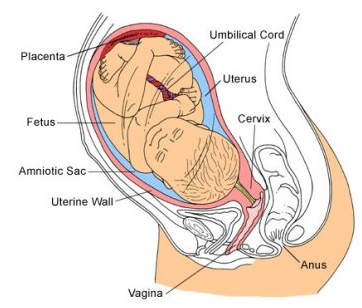 Umbilical Cord
Placenta
Uterus
Cervix
Fetus
Amniotic Sac
Uterine Wall
Anus
Vagina